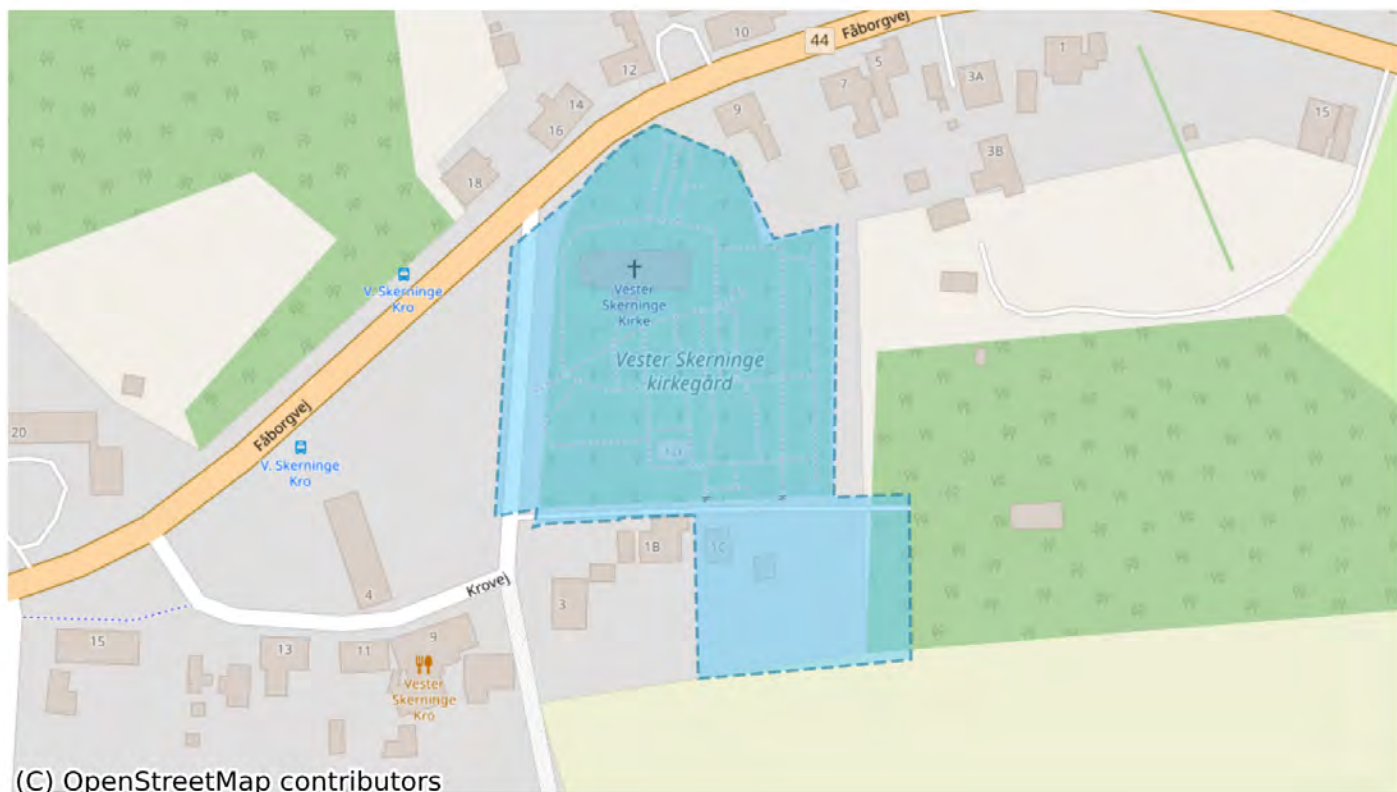 10
44
Fåborgvej
12
5
1
7
3A
14
9
15
16
3B
18
V. Skerninge
Kro
Vester
Skerninge
Kirke
Vester Skerninge
kirkegård
Fåborgvej
20
V. Skerninge
Kro
1D
1B
1C
Krovej
4
3
15
13
11
9
Vester
Skerninge
Kro
(C) OpenStreetMap contributors